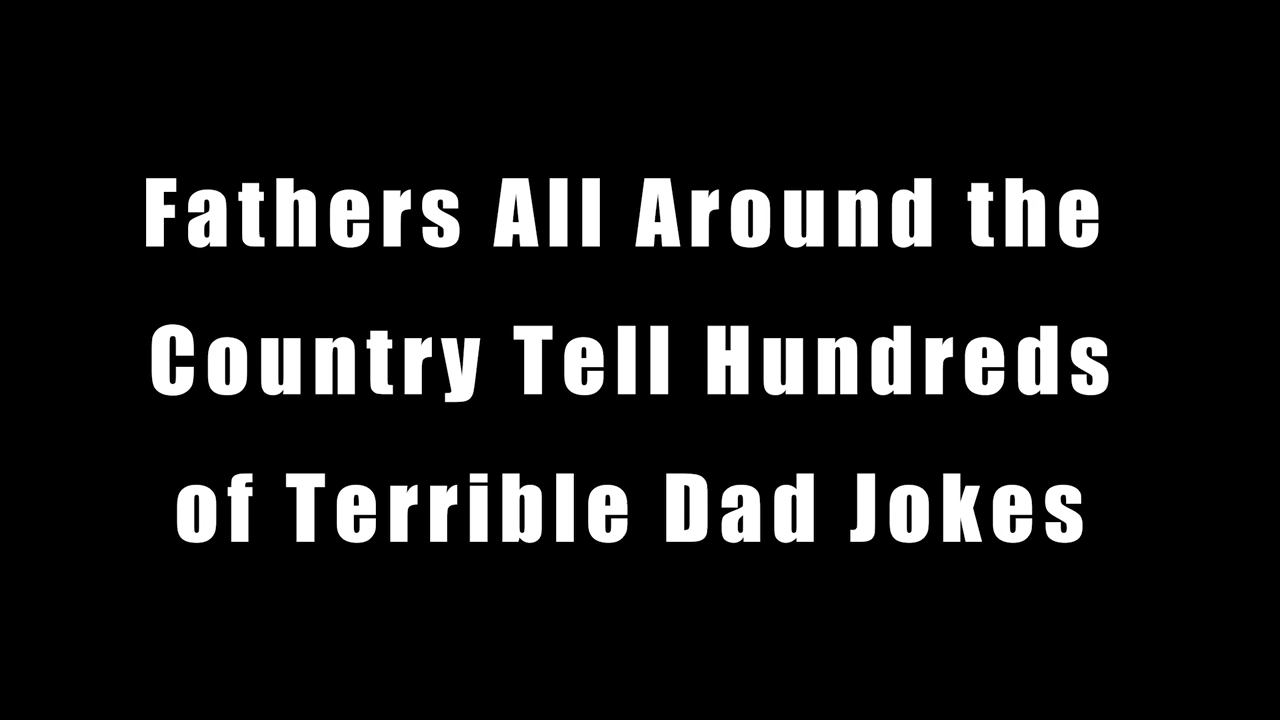 Fathers All Around the
Country Tell Hundreds
of Terrible Dad Jokes